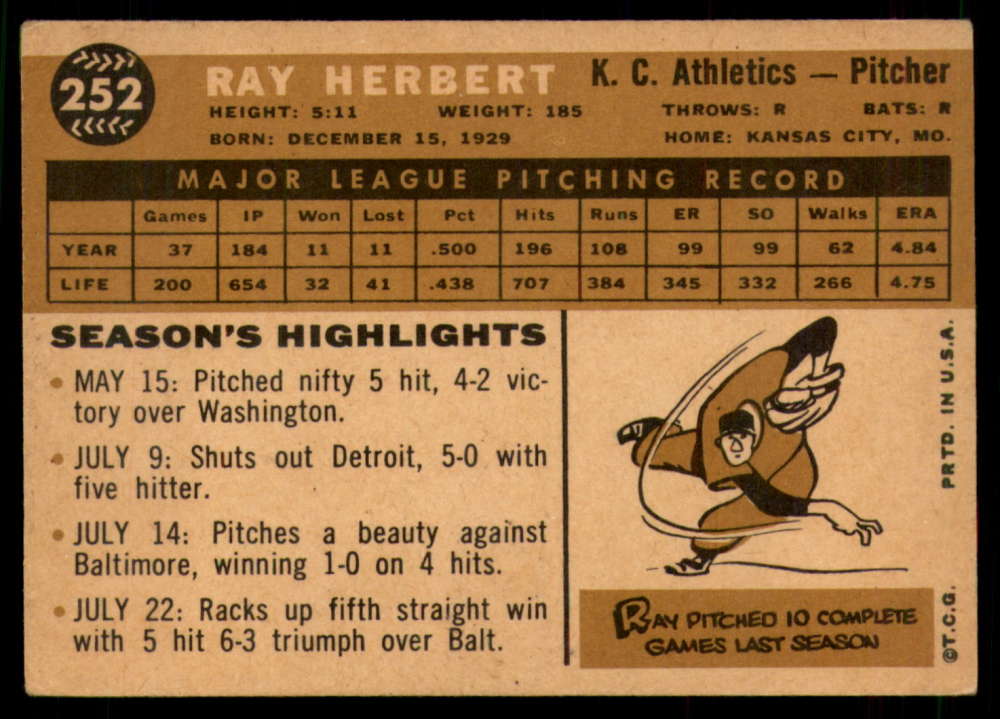 252
RAY HERBERT K. C. Athletics — Pitcher
HEIGHT: 5:11 WEIGHT: 185 THROWS: R BATS: R
BORN: DECEMBER 15, 1929 HOME: KANSAS CITY, MO.
MAJOR LEAGUE PITCHING RECORD
Games IP Won Lost Pct Hits Runs ER SO Walks ERA
YEAR 37 184 11 11 .500 196 108 99 99 62 4.84
LIFE 200 654 32 41 .438 707 384 345 332 266 4.75
SEASON'S HIGHLIGHTS
• MAY 15: Pitched nifty 5 hit, 4-2 vic-
tory over Washington.
• JULY 9: Shuts out Detroit, 5-0 with
five hitter.
• JULY 14: Pitches a beauty against
Baltimore, winning 1-0 on 4 hits.
• JULY 22: Racks up fifth straight win
with 5 hit 6-3 triumph over Balt.
RAY PITCHED 10 COMPLETE
GAMES LAST SEASON
©T.C.G. PRTD. IN U.S.A.